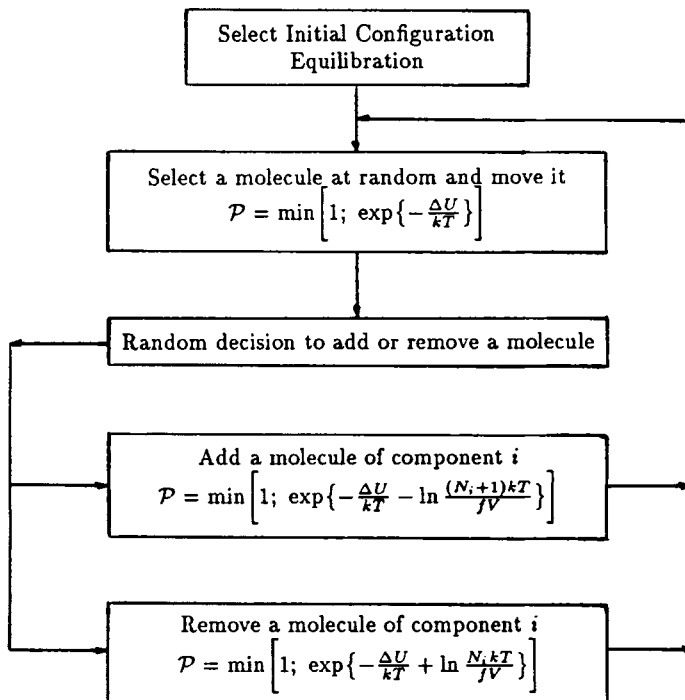 Select Initial Configuration
Equilibration
Select a molecule at random and move it
𝒫 = min[1; exp{−ΔU/kT}]
Random decision to add or remove a molecule
Add a molecule of component i
𝒫 = min[1; exp{−ΔU/kT − ln (Nᵢ+1)kT/fV}]
Remove a molecule of component i
𝒫 = min[1; exp{−ΔU/kT + ln NᵢkT/fV}]